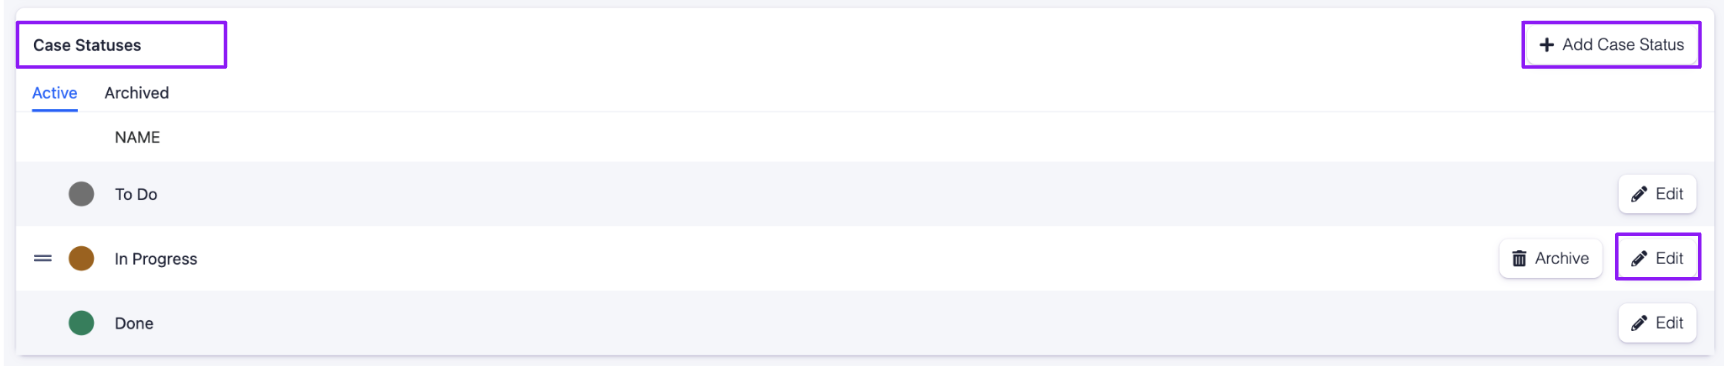 Case Statuses
Add Case Status
Active Archived
NAME
To Do Edit
In Progress Archive Edit
Done Edit